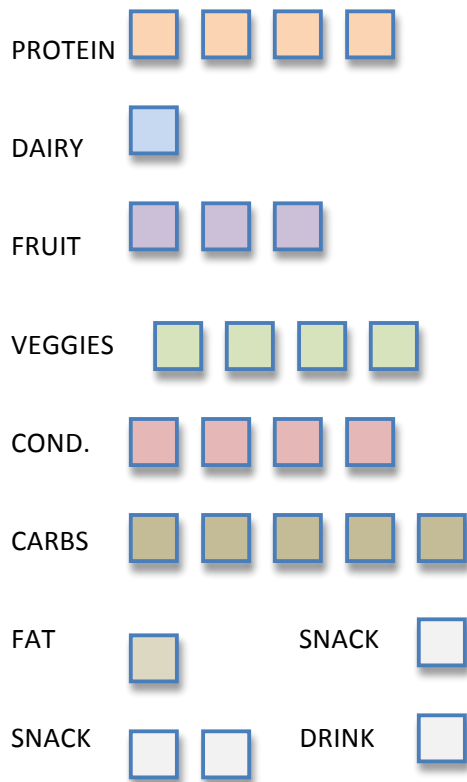 PROTEIN
DAIRY
FRUIT
VEGGIES
COND.
CARBS
FAT SNACK
SNACK DRINK